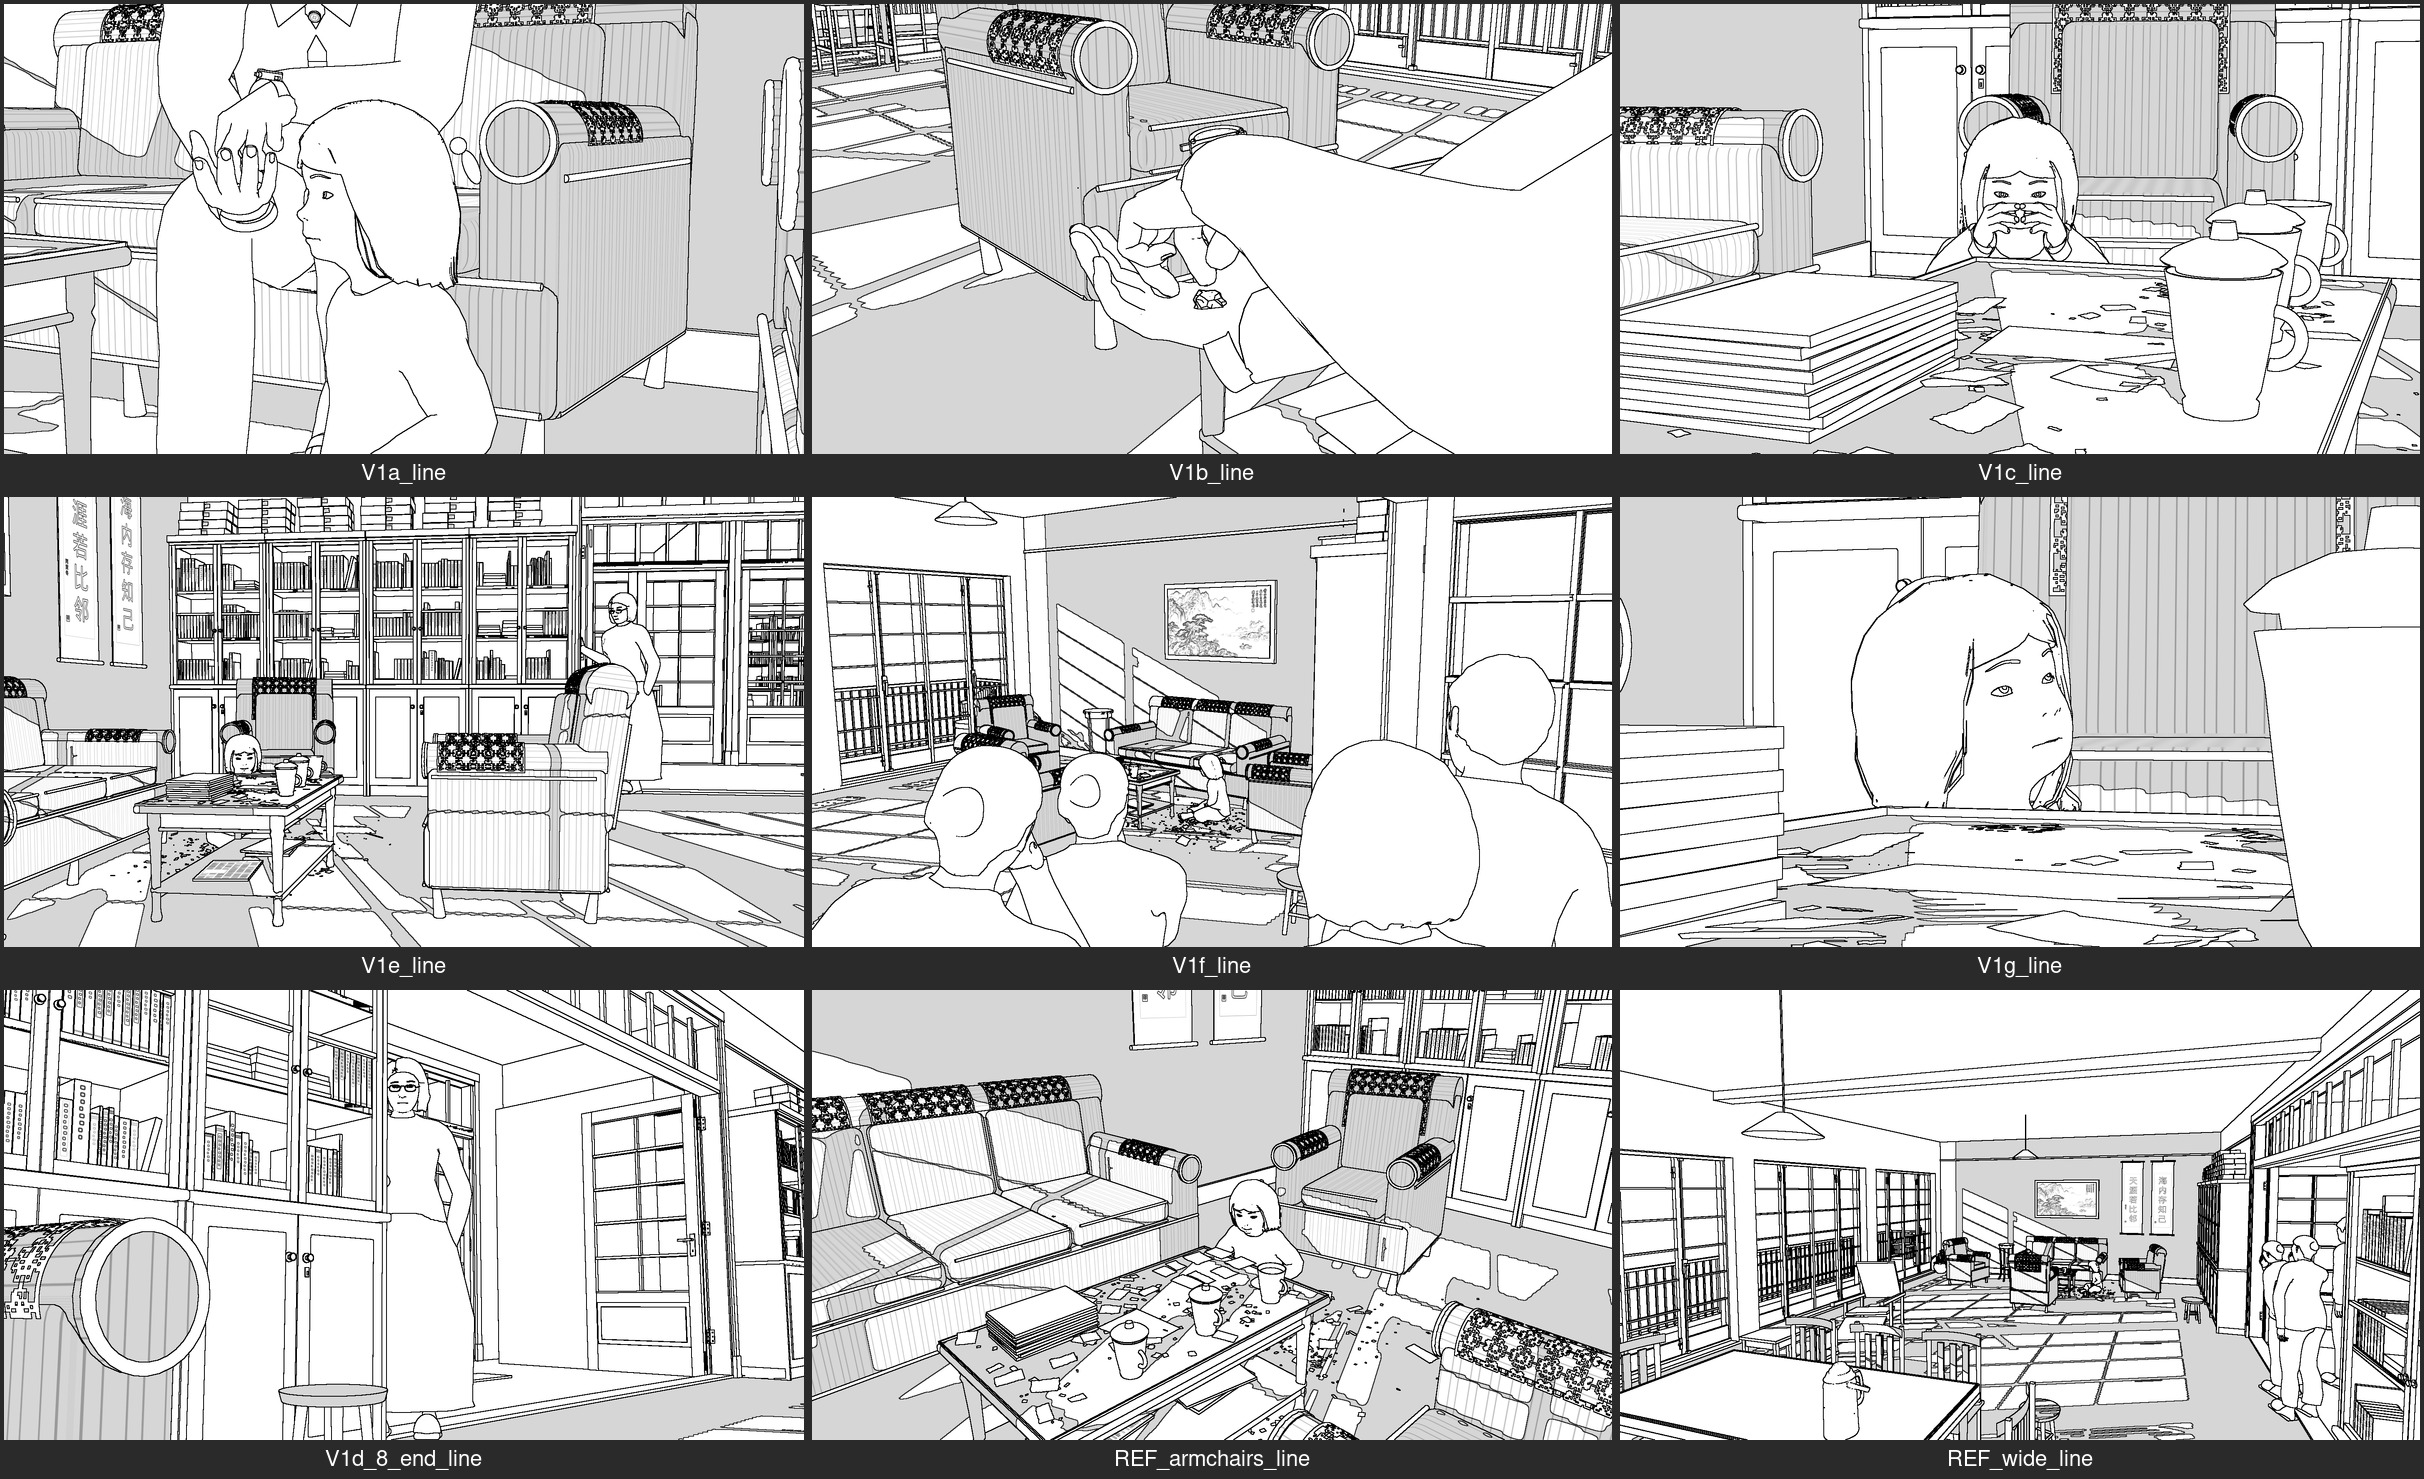 V1a_line
V1b_line
V1c_line
海内存知己
天涯若比邻
V1e_line
V1f_line
V1g_line
V1d_8_end_line
REF_armchairs_line
海内存知己
天涯若比邻
REF_wide_line